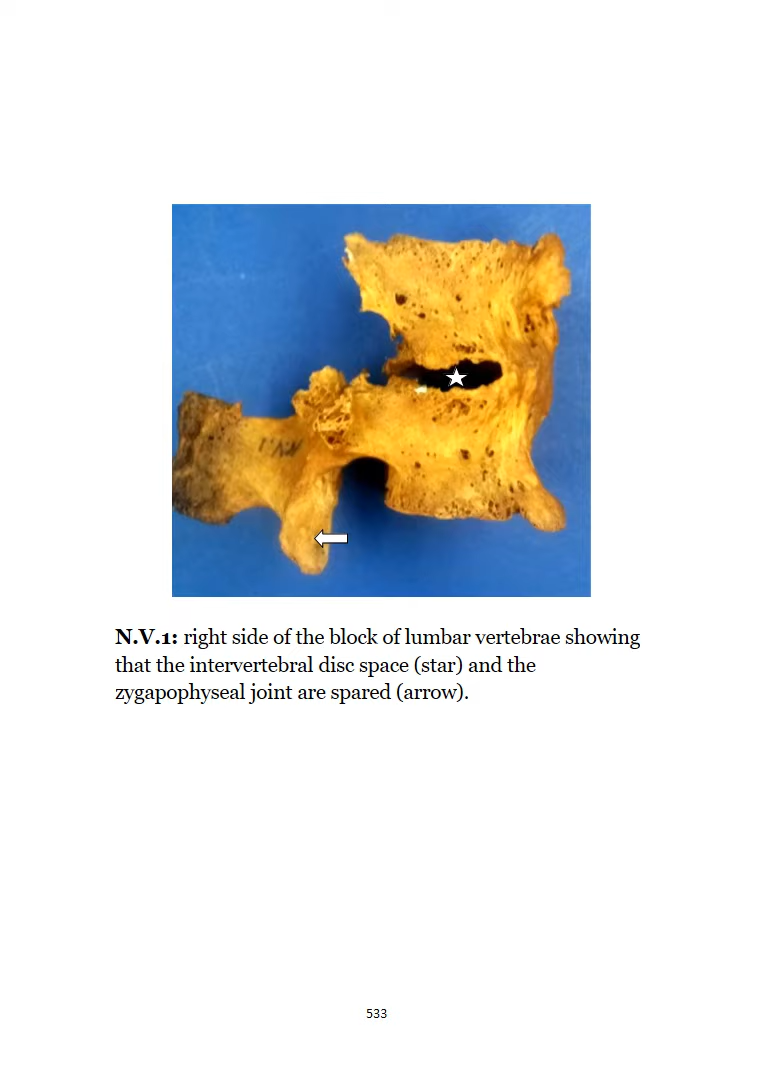 N.V.1
N.V.1: right side of the block of lumbar vertebrae showing
that the intervertebral disc space (star) and the
zygapophyseal joint are spared (arrow).
533